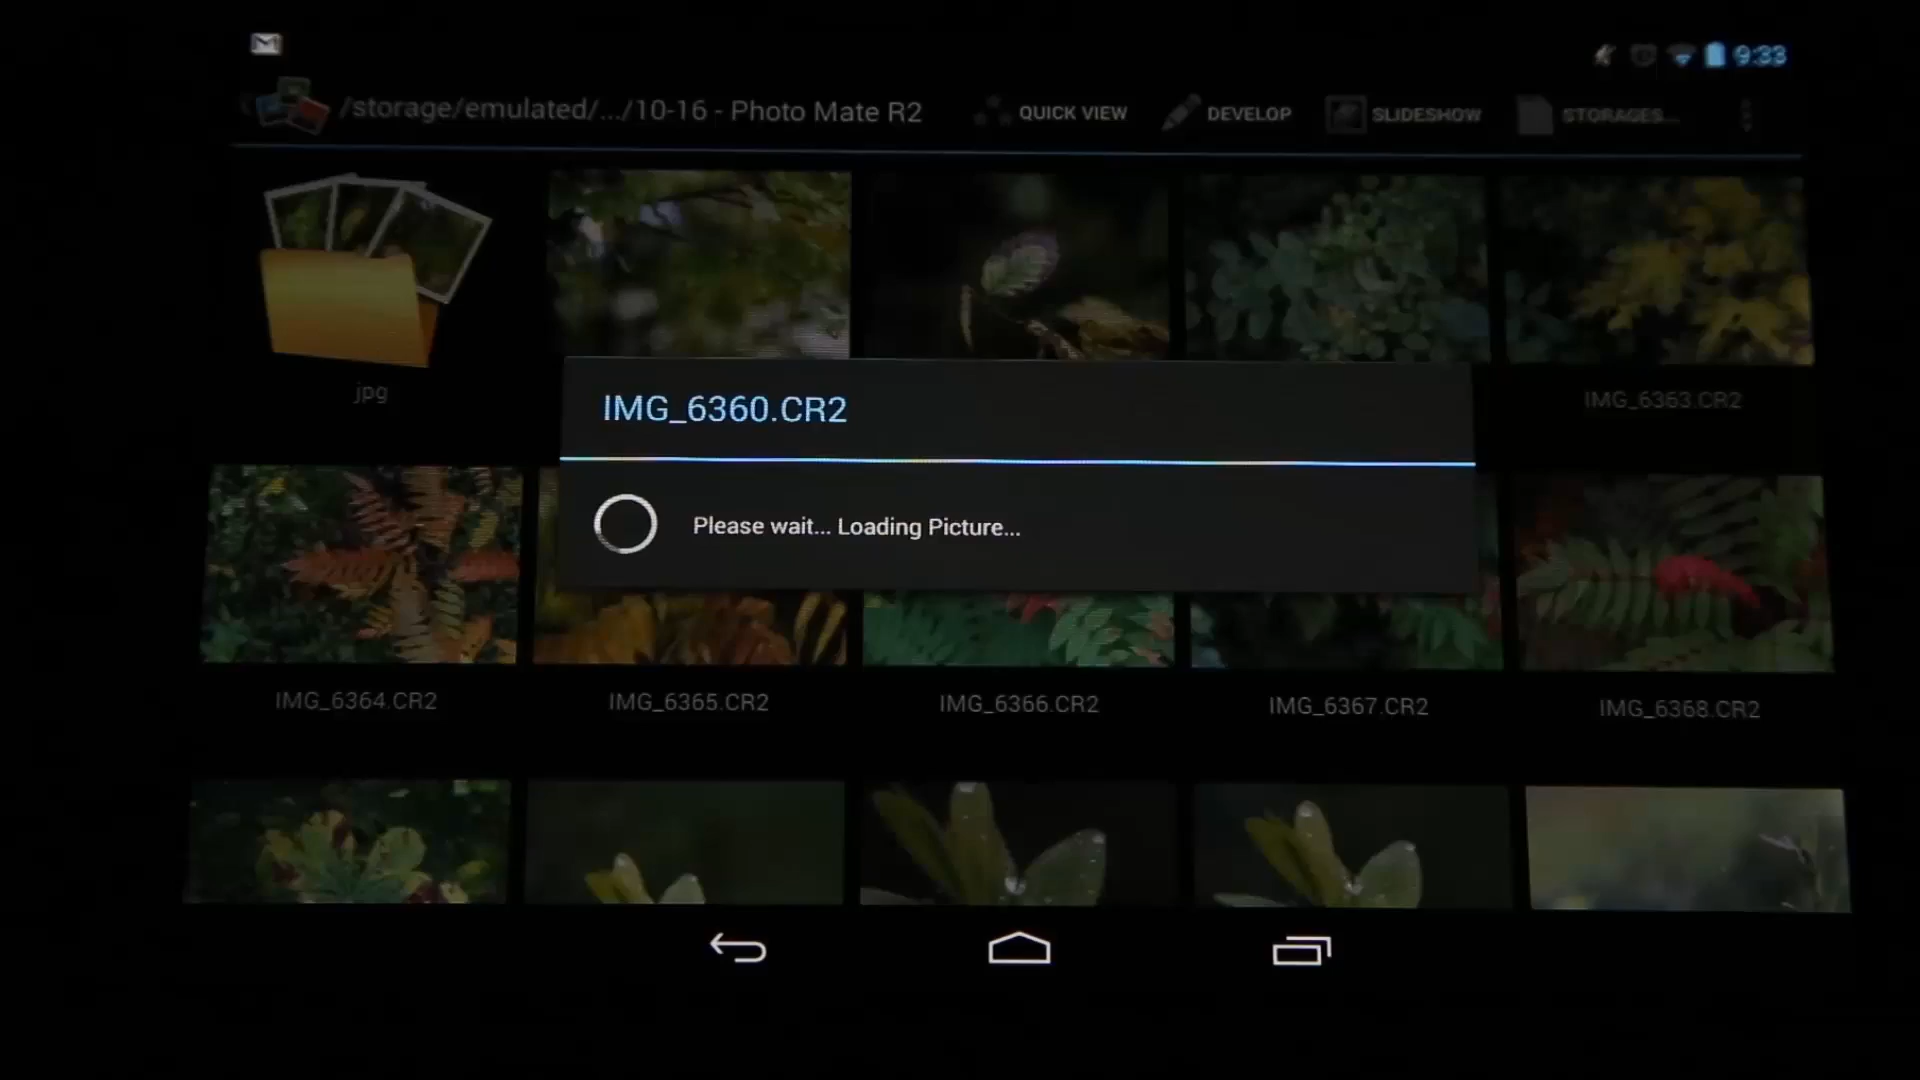 9:33
/storage/emulated/.../10-16 - Photo Mate R2
QUICK VIEW
DEVELOP
SLIDESHOW
STORAGES...
jpg
IMG_6363.CR2
IMG_6360.CR2
Please wait... Loading Picture...
IMG_6364.CR2
IMG_6365.CR2
IMG_6366.CR2
IMG_6367.CR2
IMG_6368.CR2